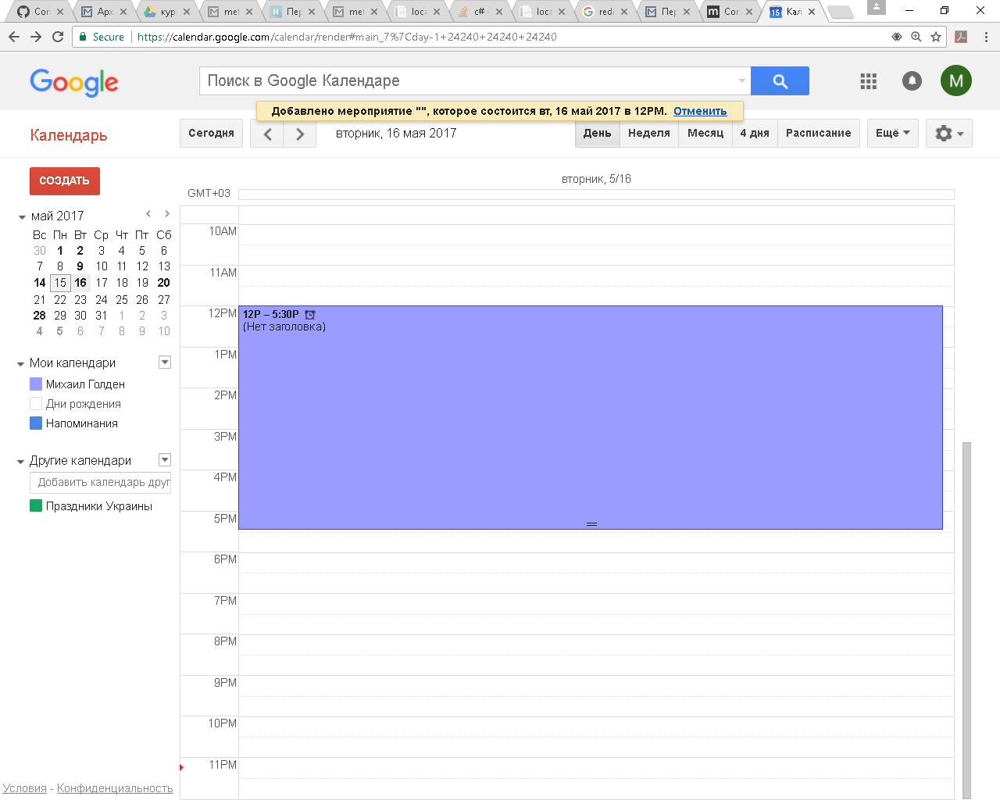 Con
Арх
кур
met
Пер
met
loca
c# -
loca
redi
Пер
Cor
Кал
Secure
https://calendar.google.com/calendar/render#main_7%7Cday-1+24240+24240+24240
Google
Поиск в Google Календаре
M
Добавлено мероприятие "", которое состоится вт, 16 май 2017 в 12PM. Отменить
Календарь
Сегодня
вторник, 16 мая 2017
День
Неделя
Месяц
4 дня
Расписание
Ещё
СОЗДАТЬ
вторник, 5/16
GMT+03
май 2017
Вс Пн Вт Ср Чт Пт Сб
30 1 2 3 4 5 6
7 8 9 10 11 12 13
14 15 16 17 18 19 20
21 22 23 24 25 26 27
28 29 30 31 1 2 3
4 5 6 7 8 9 10
Мои календари
Михаил Голден
Дни рождения
Напоминания
Другие календари
Добавить календарь друг
Праздники Украины
10AM
11AM
12PM
12P – 5:30P
(Нет заголовка)
1PM
2PM
3PM
4PM
5PM
6PM
7PM
8PM
9PM
10PM
11PM
Условия - Конфиденциальность